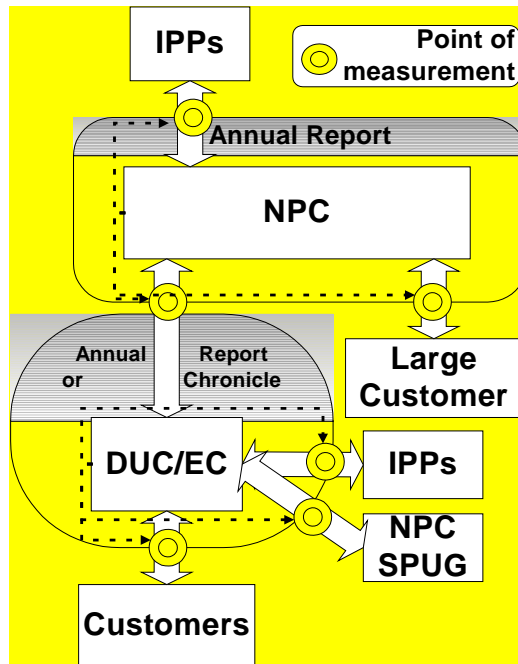 IPPs
Point of
measurement
Annual Report
NPC
Annual Report
or Chronicle
Large
Customer
DUC/EC
IPPs
NPC
SPUG
Customers